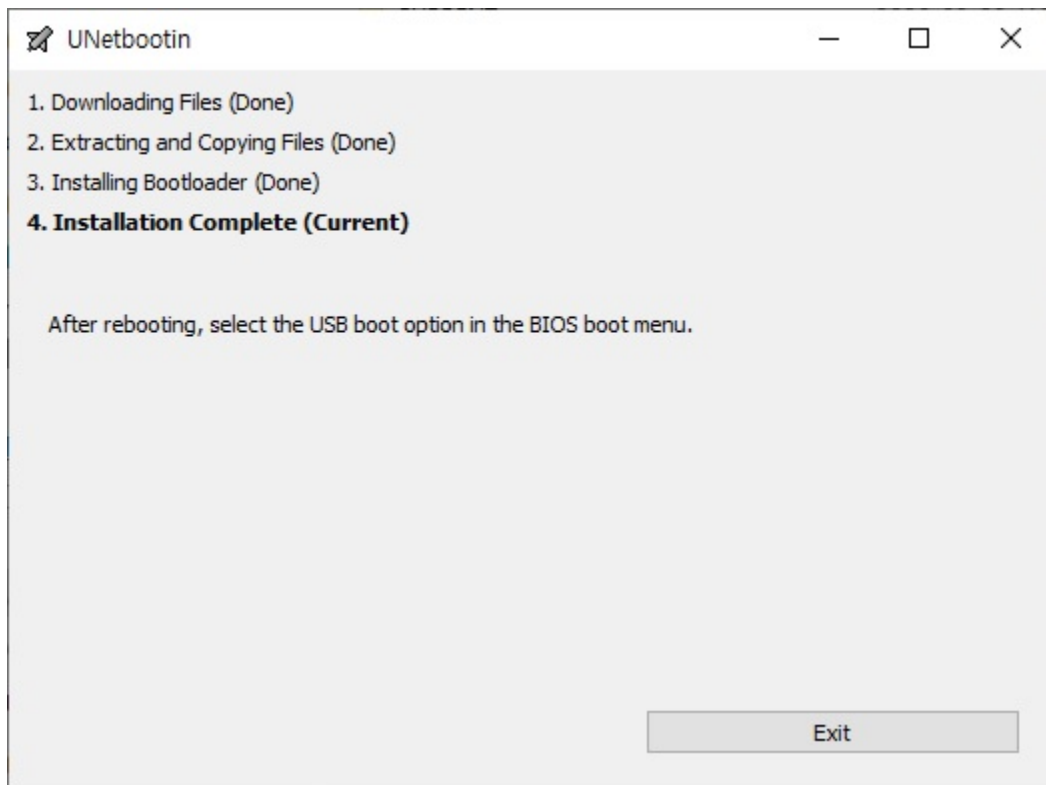 UNetbootin
1. Downloading Files (Done)
2. Extracting and Copying Files (Done)
3. Installing Bootloader (Done)
4. Installation Complete (Current)
After rebooting, select the USB boot option in the BIOS boot menu.
Exit